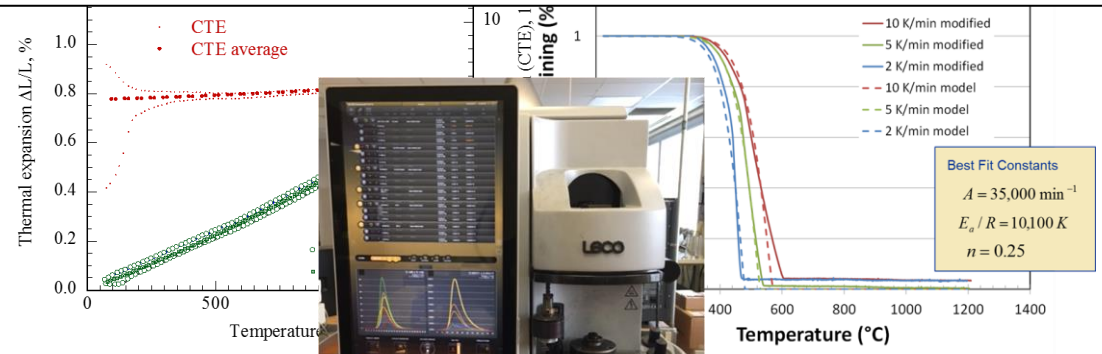 Thermal expansion ΔL/L, %
1.0
0.8
0.6
0.4
0.2
0.0
0
500
Temperature
CTE
CTE average
10
(CTE), 1
ining (%
1
LECO
10 K/min modified
5 K/min modified
2 K/min modified
10 K/min model
5 K/min model
2 K/min model
Best Fit Constants
A = 35,000 min⁻¹
Eₐ / R = 10,100 K
n = 0.25
400
600
800
1000
1200
1400
Temperature (°C)